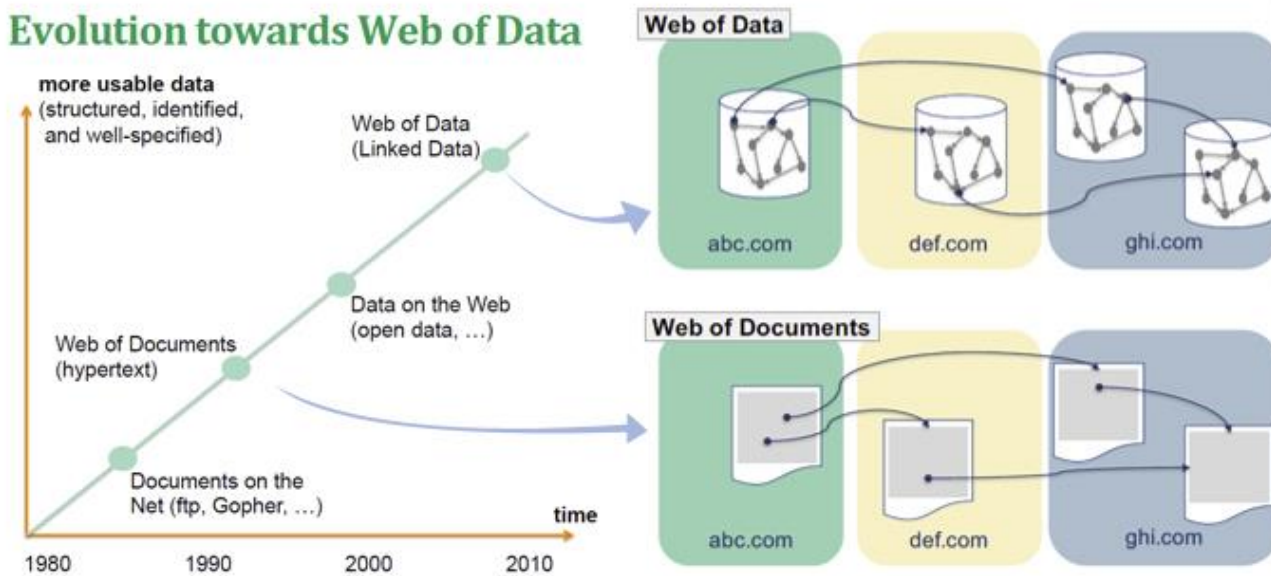 Evolution towards Web of Data
more usable data
(structured, identified,
and well-specified)
Web of Data
(Linked Data)
Data on the Web
(open data, …)
Web of Documents
(hypertext)
Documents on the
Net (ftp, Gopher, …)
time
1980
1990
2000
2010
Web of Data
abc.com
def.com
ghi.com
Web of Documents
abc.com
def.com
ghi.com